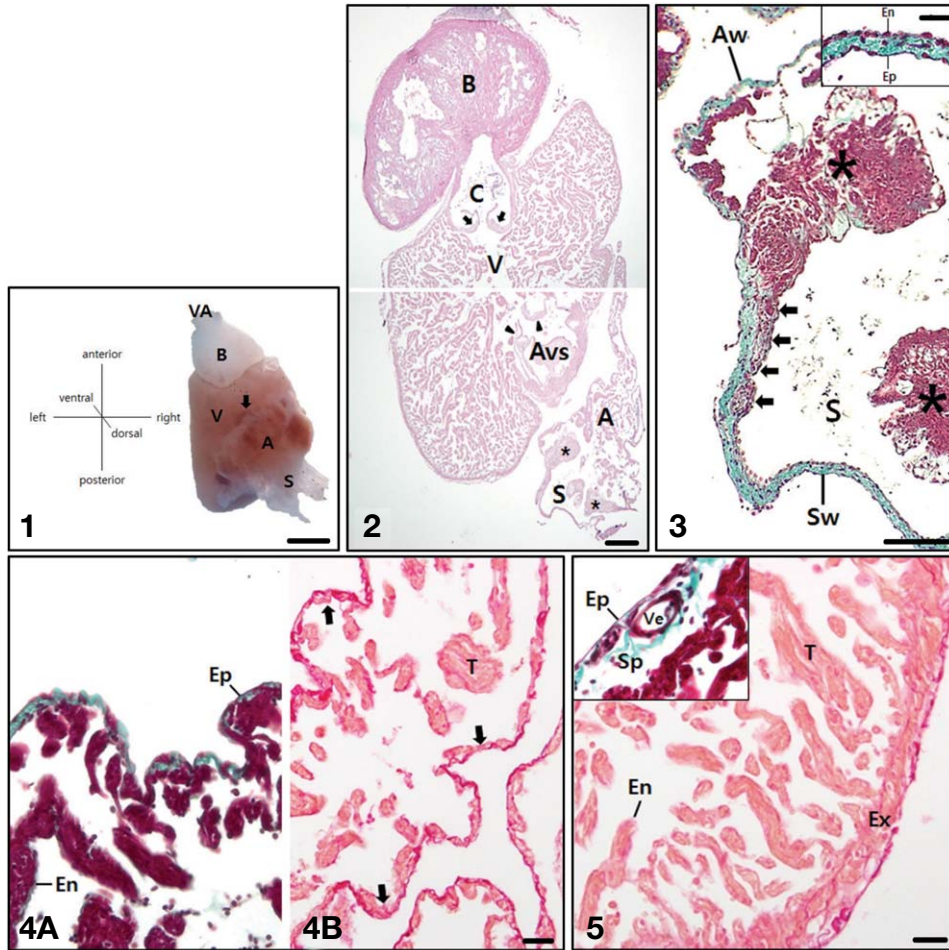 1
VA
B
anterior
ventral
left
right
dorsal
posterior
V
A
S
2
B
C
V
Avs
A
*
S
*
3
En
Aw
Ep
*
S
*
Sw
4A
Ep
En
4B
T
5
Ep
Ve
Sp
T
En
Ex